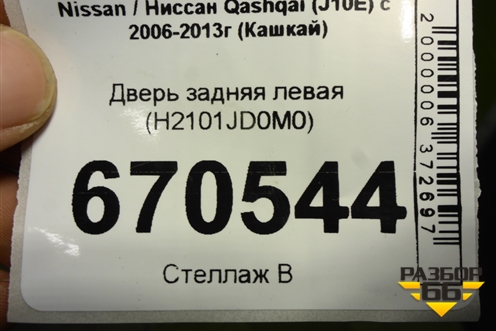 Nissan / Ниссан Qashqai (J10E) с
2006-2013г (Кашкай)
Дверь задняя левая
(H2101JD0M0)
670544
Стеллаж В
2000006372697
РАЗБОР
66